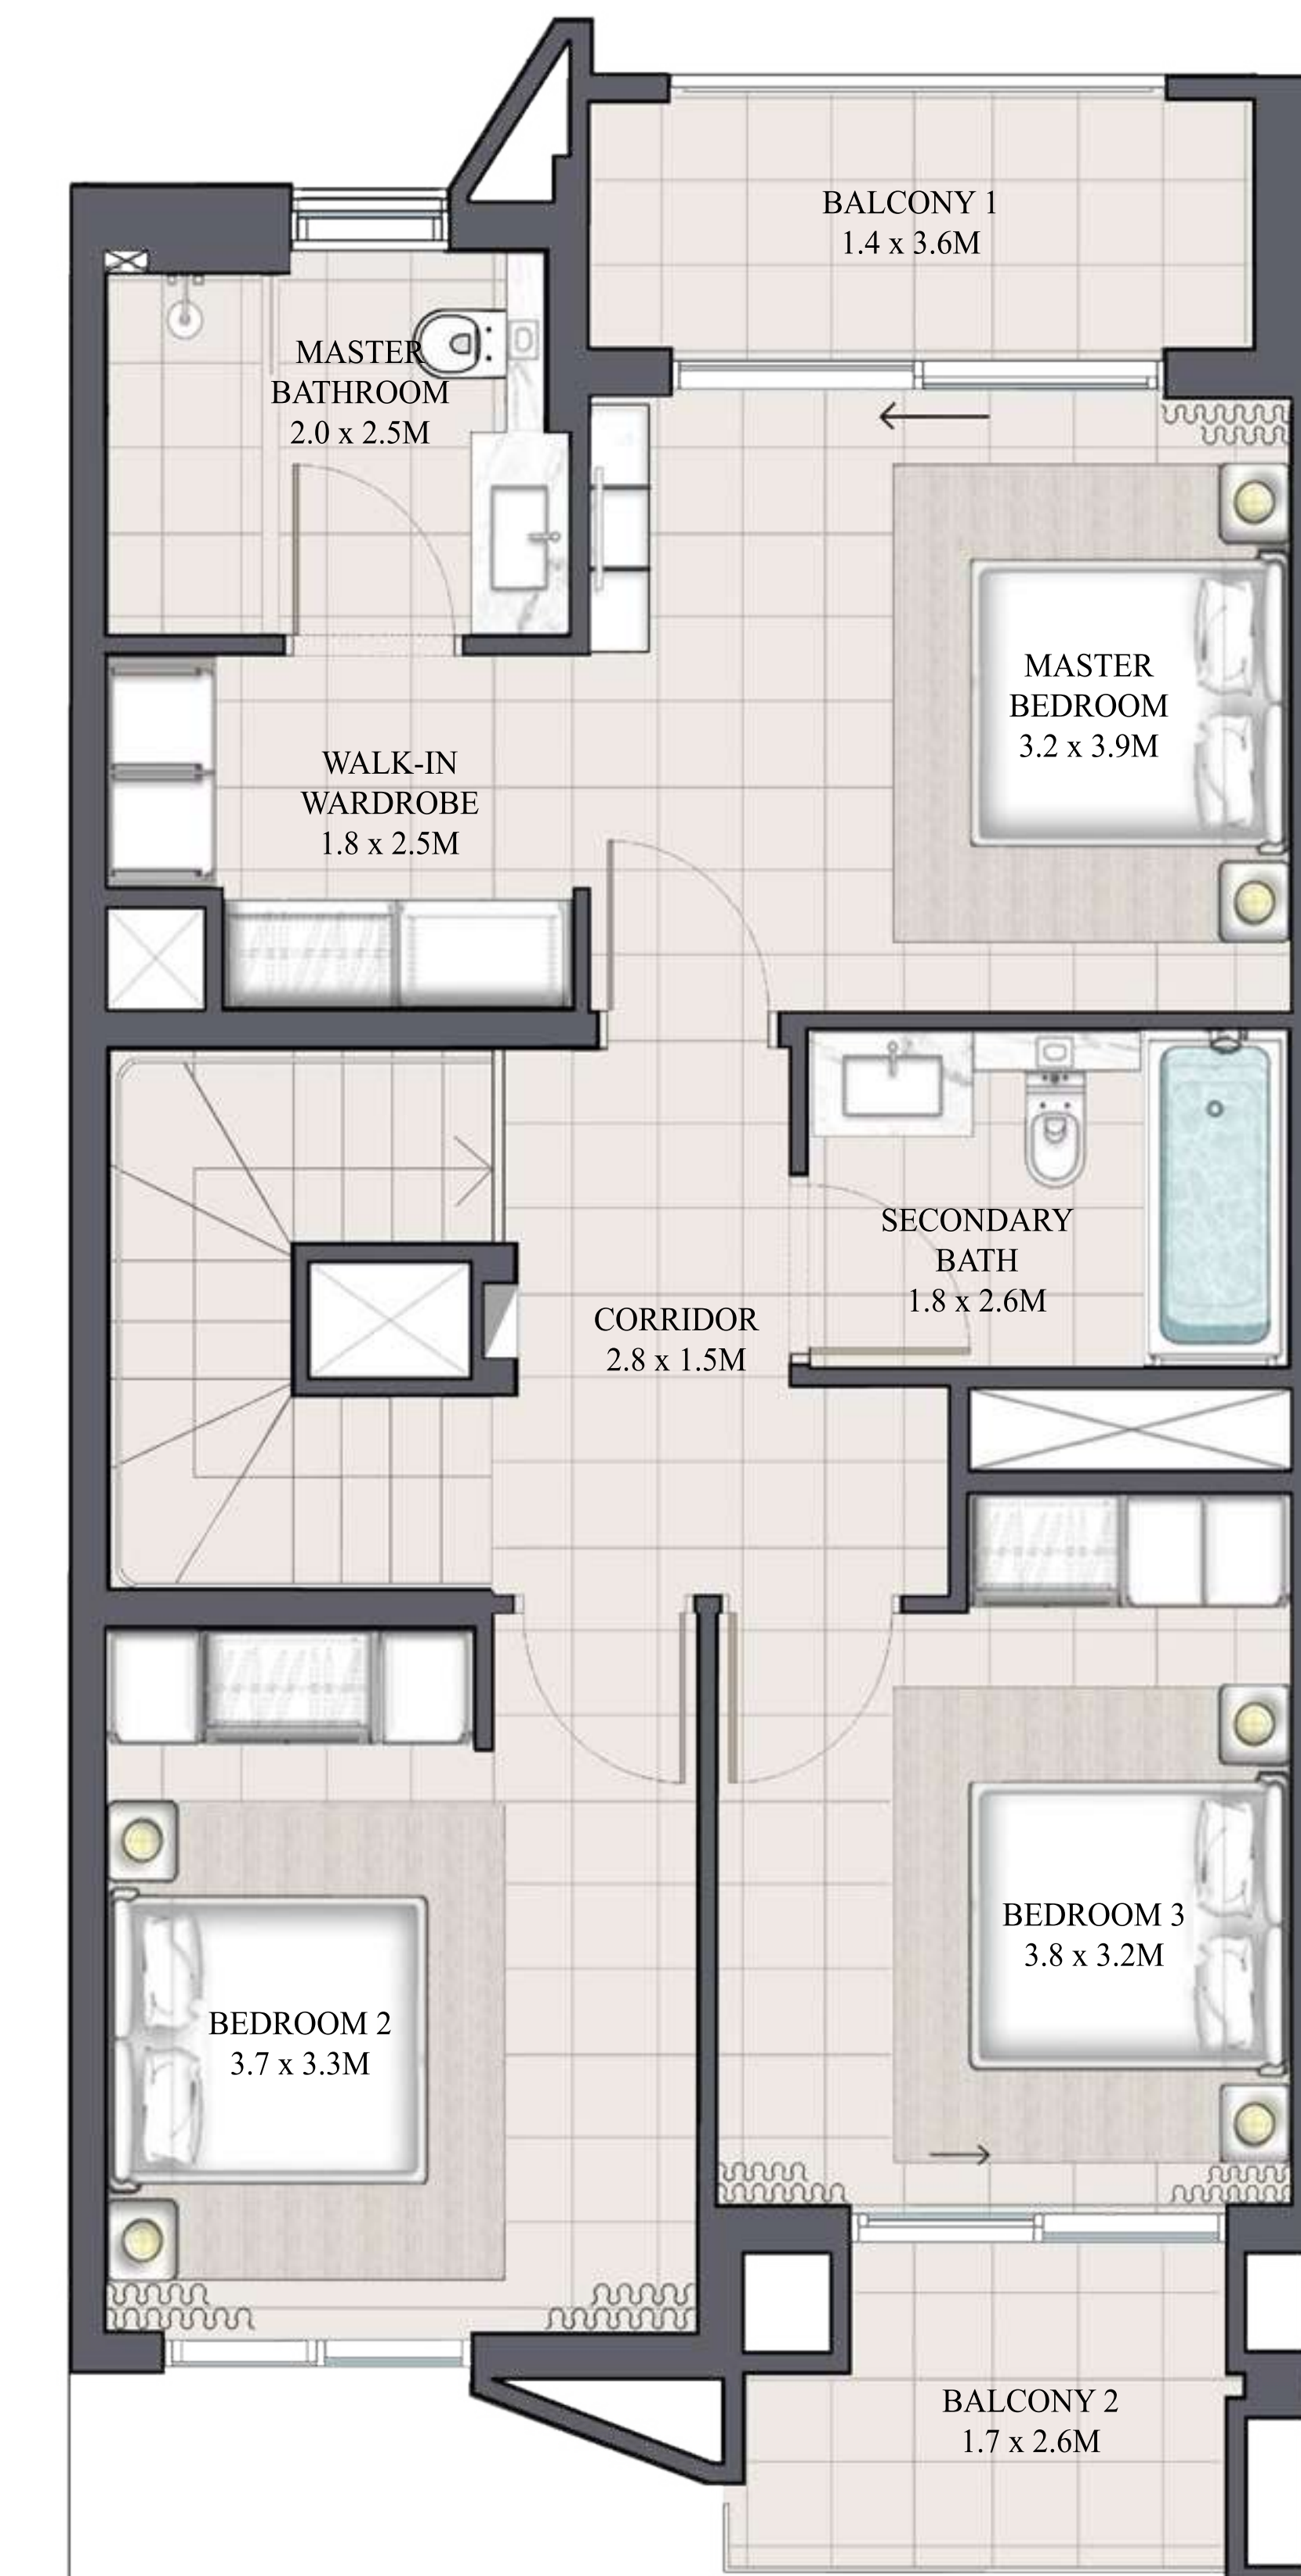 BALCONY 1
1.4 x 3.6M
MASTER
BATHROOM
2.0 x 2.5M
MASTER
BEDROOM
3.2 x 3.9M
WALK-IN
WARDROBE
1.8 x 2.5M
SECONDARY
BATH
1.8 x 2.6M
CORRIDOR
2.8 x 1.5M
BEDROOM 3
3.8 x 3.2M
BEDROOM 2
3.7 x 3.3M
BALCONY 2
1.7 x 2.6M